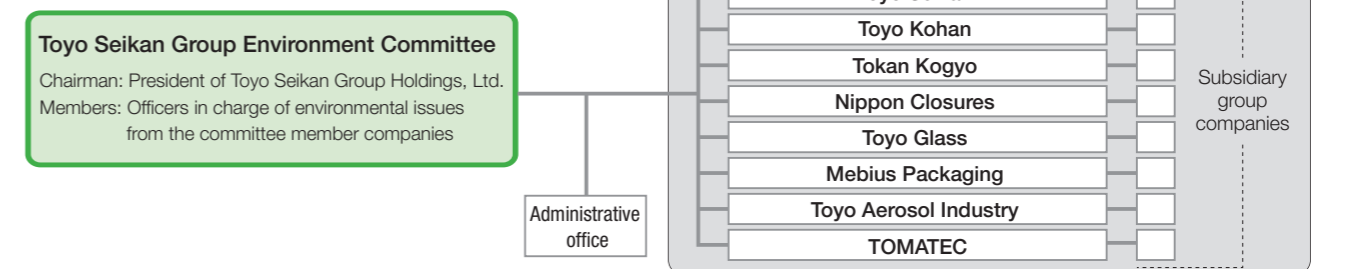 Toyo Seikan Group Environment Committee
Chairman: President of Toyo Seikan Group Holdings, Ltd.
Members: Officers in charge of environmental issues
from the committee member companies
Administrative
office
Toyo Kohan
Tokan Kogyo
Nippon Closures
Toyo Glass
Mebius Packaging
Toyo Aerosol Industry
TOMATEC
Subsidiary
group
companies